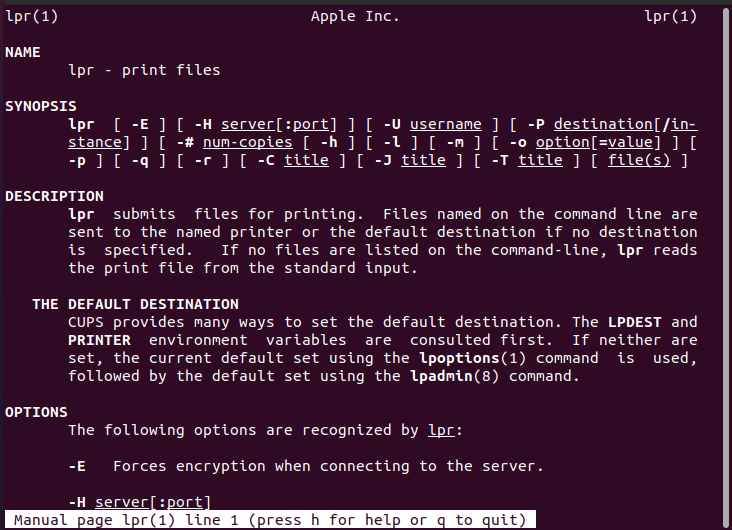 lpr(1) Apple Inc. lpr(1)
NAME
lpr - print files
SYNOPSIS
lpr [ -E ] [ -H server[:port] ] [ -U username ] [ -P destination[/in-
stance] ] [ -# num-copies [ -h ] [ -l ] [ -m ] [ -o option[=value] ] [
-p ] [ -q ] [ -r ] [ -C title ] [ -J title ] [ -T title ] [ file(s) ]
DESCRIPTION
lpr submits files for printing. Files named on the command line are
sent to the named printer or the default destination if no destination
is specified. If no files are listed on the command-line, lpr reads
the print file from the standard input.
THE DEFAULT DESTINATION
CUPS provides many ways to set the default destination. The LPDEST and
PRINTER environment variables are consulted first. If neither are
set, the current default set using the lpoptions(1) command is used,
followed by the default set using the lpadmin(8) command.
OPTIONS
The following options are recognized by lpr:
-E Forces encryption when connecting to the server.
-H server[:port]
Manual page lpr(1) line 1 (press h for help or q to quit)